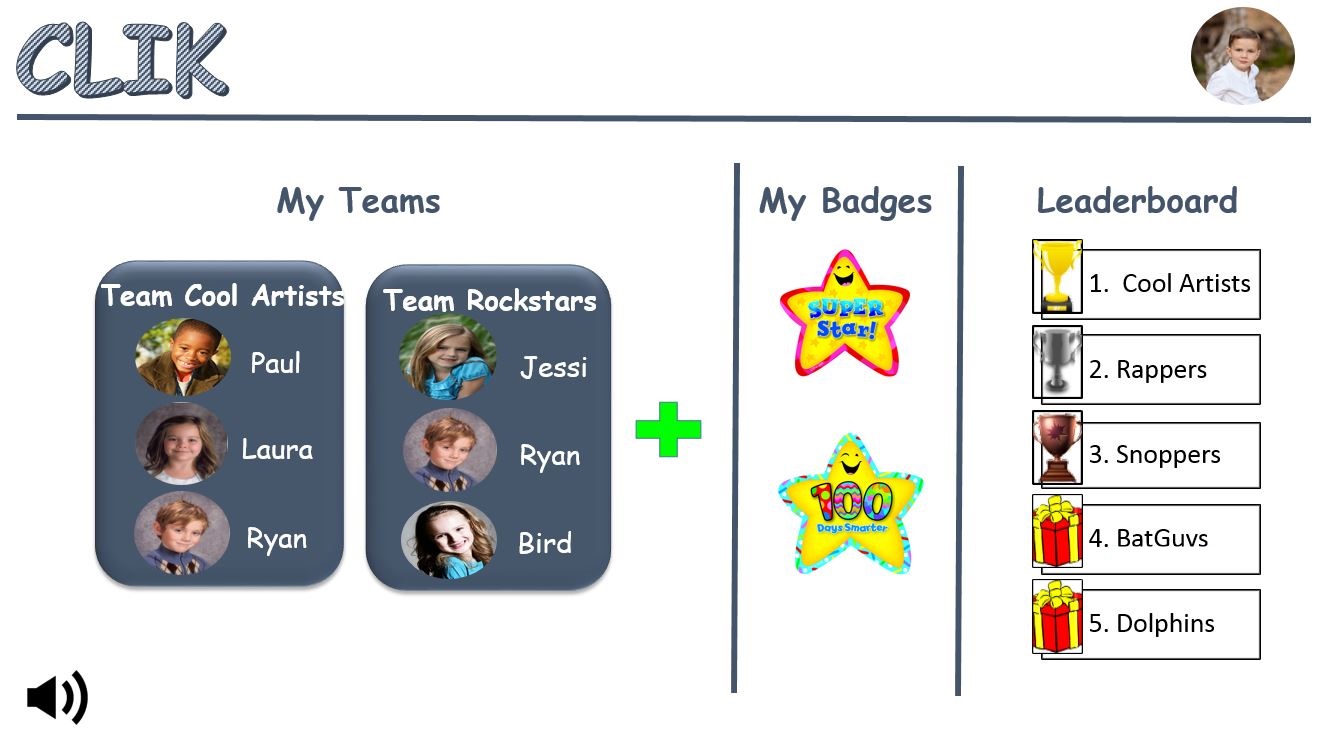 CLIK
My Teams
Team Cool Artists
Paul
Laura
Ryan
Team Rockstars
Jessi
Ryan
Bird
My Badges
SUPER
Star!
100
Days Smarter
Leaderboard
1. Cool Artists
2. Rappers
3. Snoppers
4. BatGuvs
5. Dolphins